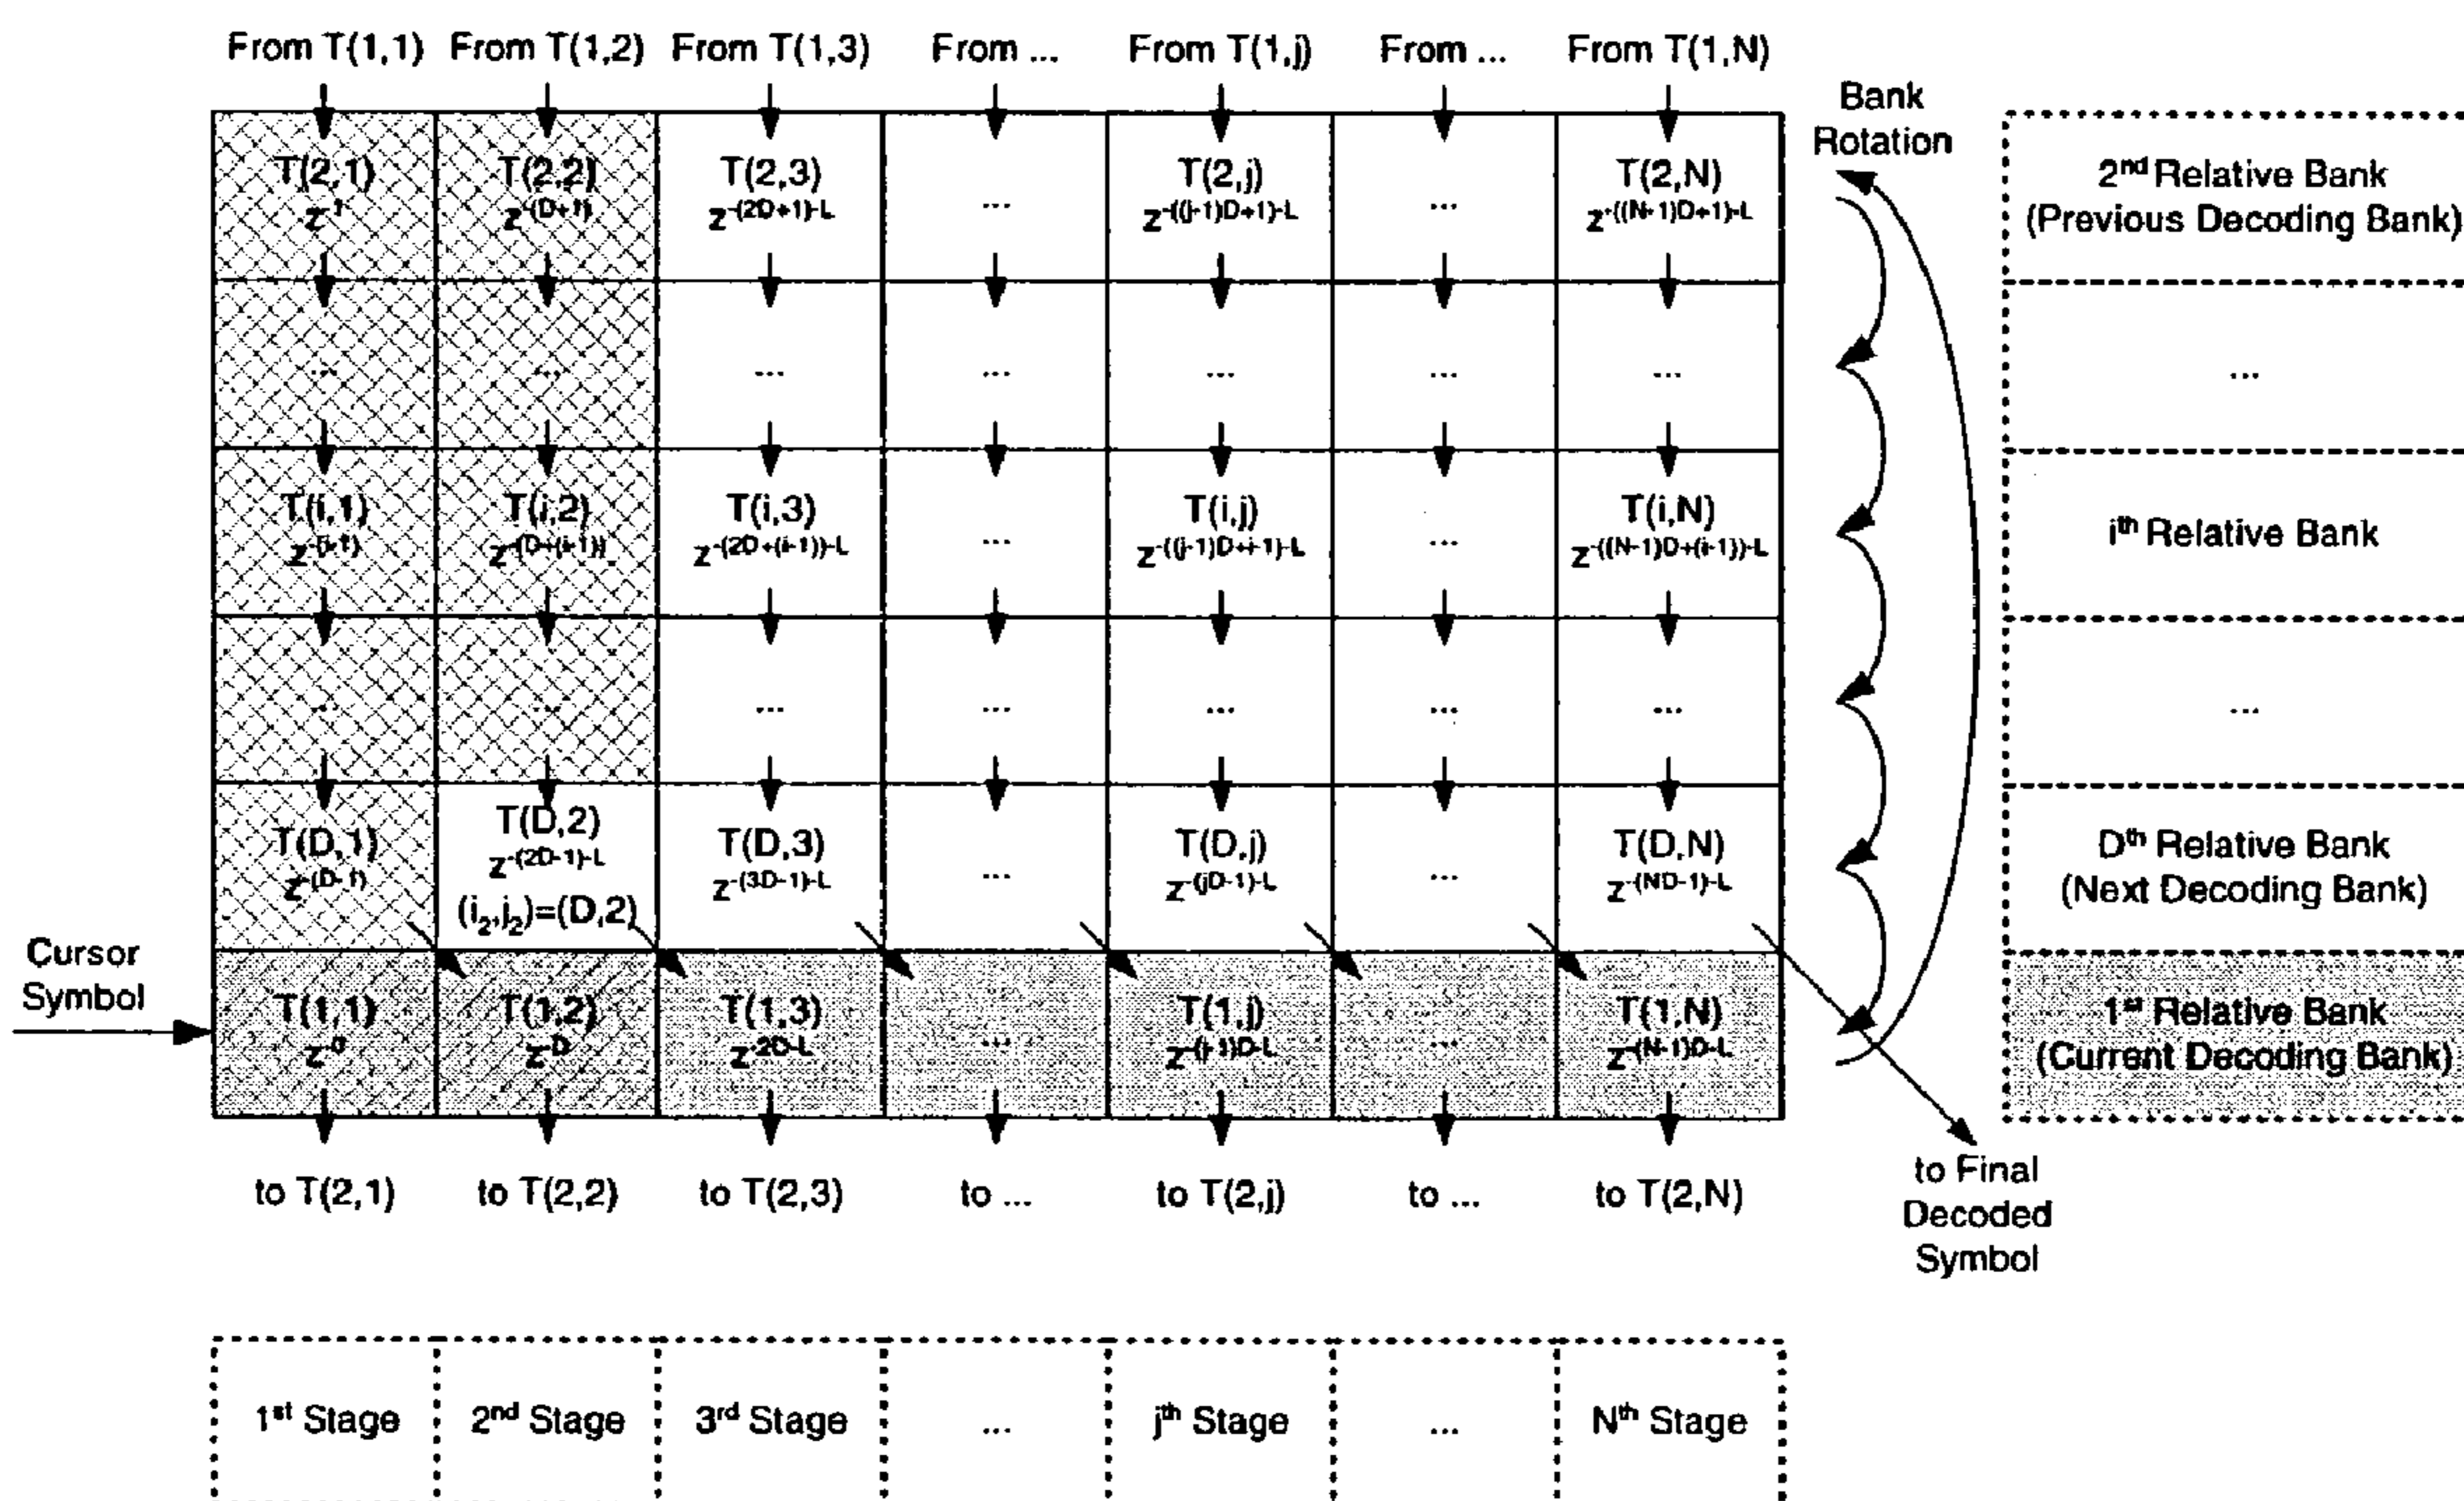 From T(1,1) From T(1,2) From T(1,3) From ... From T(1,j) From ... From T(1,N)
Bank
Rotation
T(2,1) T(2,2) T(2,3) T(2,j) T(2,N)
z^-1 z^-(D+1) z^-(2D+1)-L ... z^-((j-1)D+1)-L ... z^-((N-1)D+1)-L
2nd Relative Bank
(Previous Decoding Bank)
... ... ... ... ... ... ...
...
T(i,1) T(i,2) T(i,3) T(i,j) T(i,N)
z^-(i-1) z^-(D+(i-1)) z^-(2D+(i-1))-L ... z^-((j-1)D+i-1)-L ... z^-((N-1)D+(i-1))-L
ith Relative Bank
... ... ... ... ... ... ...
...
T(D,1) T(D,2) T(D,3) T(D,j) T(D,N)
z^-(D-1) z^-(2D-1)-L z^-(3D-1)-L ... z^-(jD-1)-L ... z^-(ND-1)-L
(i2,j2)=(D,2)
Dth Relative Bank
(Next Decoding Bank)
Cursor
Symbol
T(1,1) T(1,2) T(1,3) T(1,j) T(1,N)
z^-0 z^-D z^-2D-L ... z^-(j-1)D-L ... z^-(N-1)D-L
1st Relative Bank
(Current Decoding Bank)
to T(2,1) to T(2,2) to T(2,3) to ... to T(2,j) to ... to T(2,N)
to Final
Decoded
Symbol
1st Stage 2nd Stage 3rd Stage ... jth Stage ... Nth Stage